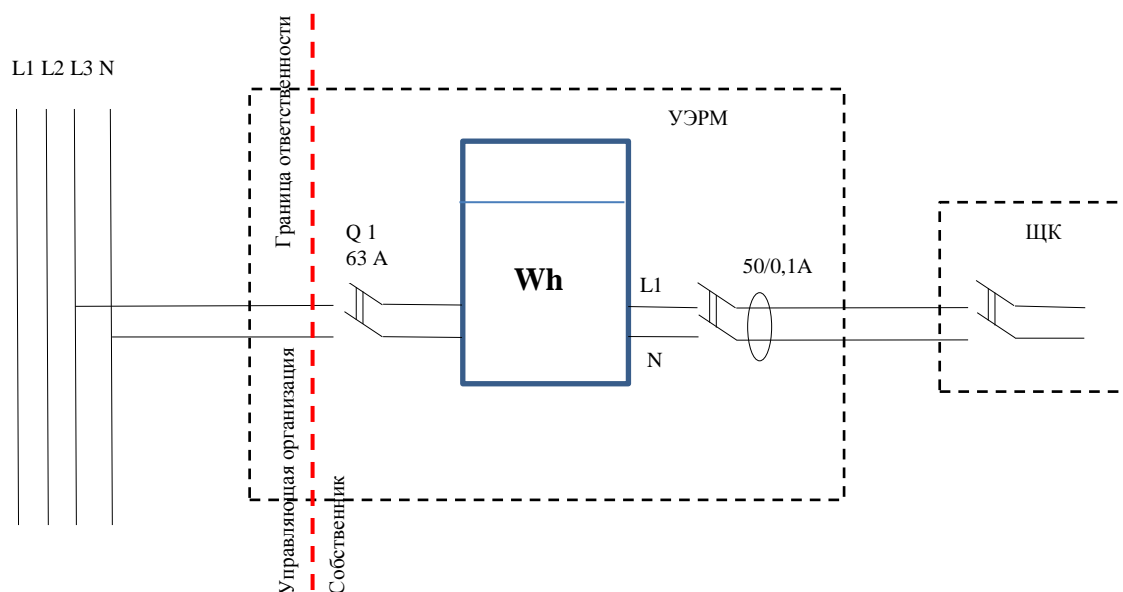 L1 L2 L3 N
Граница ответственности
УЭРМ
Q 1
63 А
Wh
L1
N
50/0,1А
ЩК
Управляющая организация
Собственник